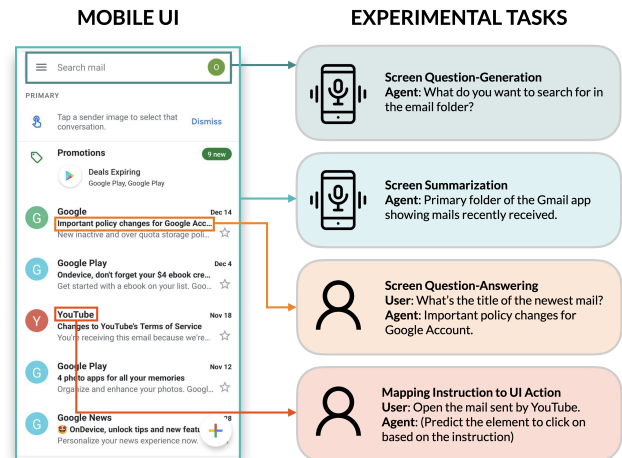 MOBILE UI
EXPERIMENTAL TASKS
Search mail
O
PRIMARY
Tap a sender image to select that
conversation.
Dismiss
Promotions
9 new
Deals Expiring
Google Play, Google Play
G
Google
Dec 14
Important policy changes for Google Acc...
New inactive and over quota storage poli...
G
Google Play
Dec 4
Ondevice, don't forget your $4 ebook cre...
Get started with a ebook on your list. Goo...
Y
YouTube
Nov 18
Changes to YouTube's Terms of Service
You're receiving this email because we're...
G
Google Play
Nov 12
4 photo apps for all your memories
Organize and enhance your photos. Googl...
G
Google News
28
OnDevice, unlock tips and new featu
Personalize your news experience now.
Screen Question-Generation
Agent: What do you want to search for in
the email folder?
Screen Summarization
Agent: Primary folder of the Gmail app
showing mails recently received.
Screen Question-Answering
User: What's the title of the newest mail?
Agent: Important policy changes for
Google Account.
Mapping Instruction to UI Action
User: Open the mail sent by YouTube.
Agent: (Predict the element to click on
based on the instruction)